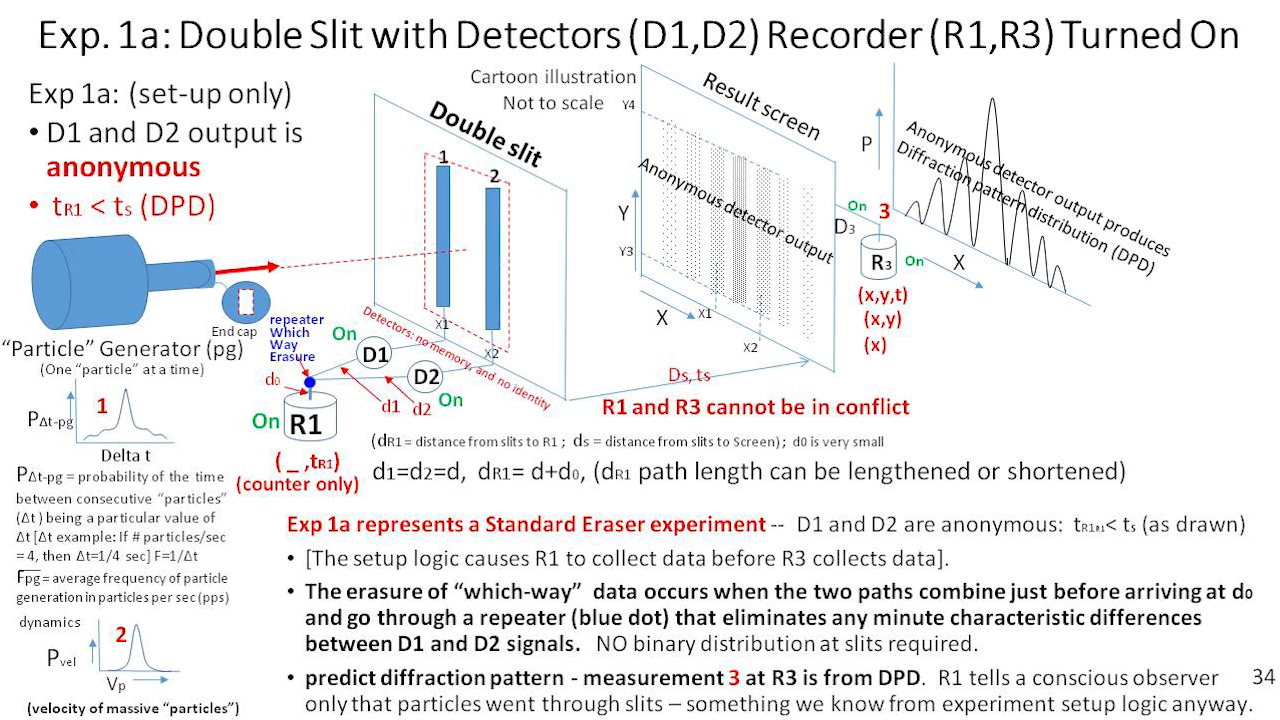 Exp. 1a: Double Slit with Detectors (D1,D2) Recorder (R1,R3) Turned On
Exp 1a: (set-up only)
• D1 and D2 output is
anonymous
• tR1 < ts (DPD)
Cartoon illustration
Not to scale
Y4
Double slit
1
2
Result screen
Anonymous detector output
Y
Y3
X
X1
X2
P
Anonymous detector output produces
Diffraction pattern distribution (DPD)
On
3
D3
R3
On
X
(x,y,t)
(x,y)
(x)
End cap
"Particle" Generator (pg)
(One "particle" at a time)
repeater
Which
Way
Erasure
On
D1
X1
X2
Detectors: no memory, and no identity
d0
D2
On
d1
d2
On
R1
Ds, ts
R1 and R3 cannot be in conflict
( _ ,tR1)
(counter only)
(dR1 = distance from slits to R1 ; ds = distance from slits to Screen); d0 is very small
d1=d2=d, dR1= d+d0, (dR1 path length can be lengthened or shortened)
PΔt-pg
1
Delta t
PΔt-pg = probability of the time
between consecutive "particles"
(Δt ) being a particular value of
Δt [Δt example: If # particles/sec
= 4, then Δt=1/4 sec] F=1/Δt
Fpg = average frequency of particle
generation in particles per sec (pps)
dynamics
Pvel
2
Vp
(velocity of massive "particles")
Exp 1a represents a Standard Eraser experiment -- D1 and D2 are anonymous: tR1R1< ts (as drawn)
• [The setup logic causes R1 to collect data before R3 collects data].
• The erasure of "which-way" data occurs when the two paths combine just before arriving at d0
and go through a repeater (blue dot) that eliminates any minute characteristic differences
between D1 and D2 signals. NO binary distribution at slits required.
• predict diffraction pattern - measurement 3 at R3 is from DPD. R1 tells a conscious observer
only that particles went through slits – something we know from experiment setup logic anyway.
34